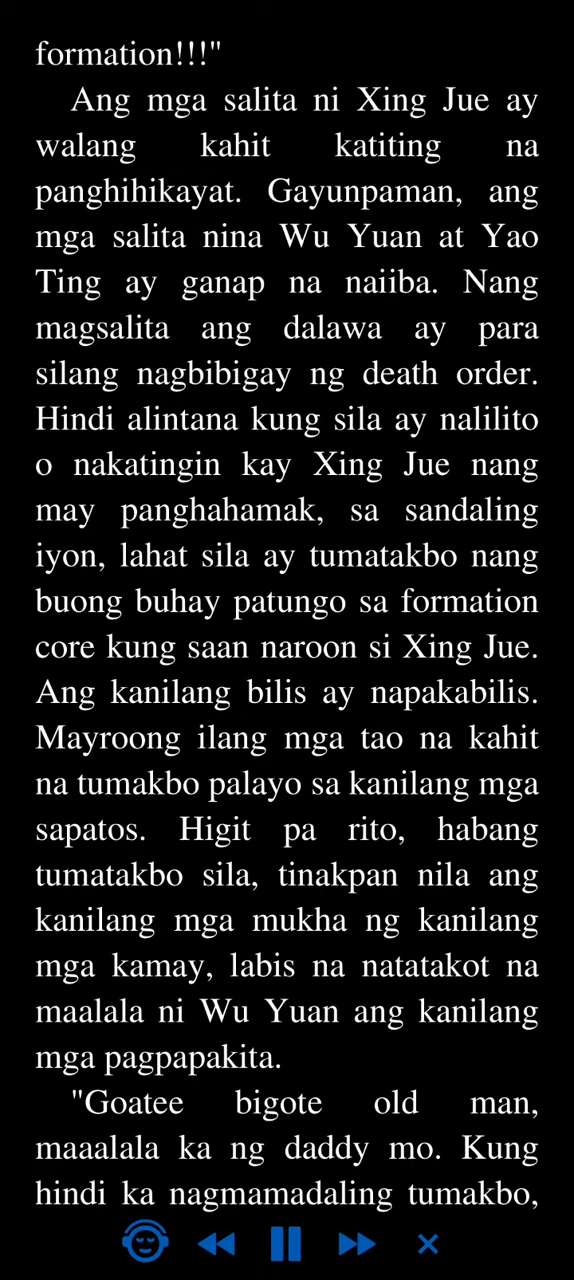 formation!!!"
Ang mga salita ni Xing Jue ay
walang kahit katiting na
panghihikayat. Gayunpaman, ang
mga salita nina Wu Yuan at Yao
Ting ay ganap na naiiba. Nang
magsalita ang dalawa ay para
silang nagbibigay ng death order.
Hindi alintana kung sila ay nalilito
o nakatingin kay Xing Jue nang
may panghahamak, sa sandaling
iyon, lahat sila ay tumatakbo nang
buong buhay patungo sa formation
core kung saan naroon si Xing Jue.
Ang kanilang bilis ay napakabilis.
Mayroong ilang mga tao na kahit
na tumakbo palayo sa kanilang mga
sapatos. Higit pa rito, habang
tumatakbo sila, tinakpan nila ang
kanilang mga mukha ng kanilang
mga kamay, labis na natatakot na
maalala ni Wu Yuan ang kanilang
mga pagpapakita.
"Goatee bigote old man,
maaalala ka ng daddy mo. Kung
hindi ka nagmamadaling tumakbo,